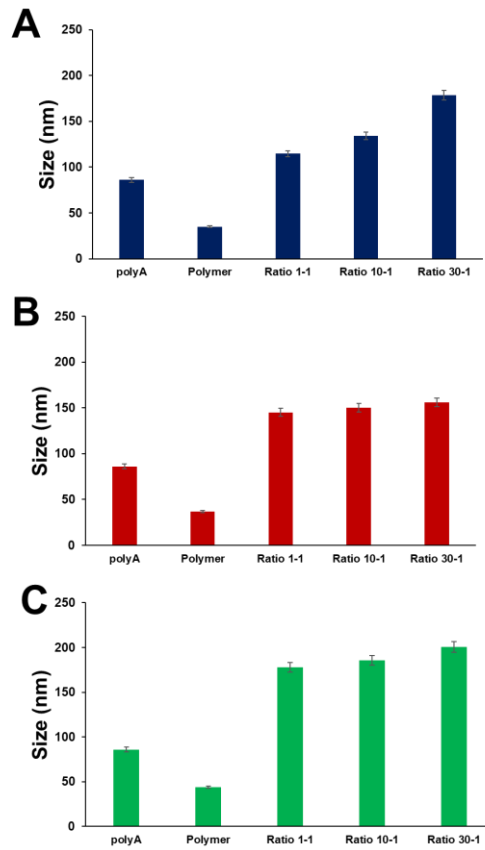 A
Size (nm)
250
200
150
100
50
0
polyA Polymer Ratio 1-1 Ratio 10-1 Ratio 30-1
B
Size (nm)
250
200
150
100
50
0
polyA Polymer Ratio 1-1 Ratio 10-1 Ratio 30-1
C
Size (nm)
250
200
150
100
50
0
polyA Polymer Ratio 1-1 Ratio 10-1 Ratio 30-1